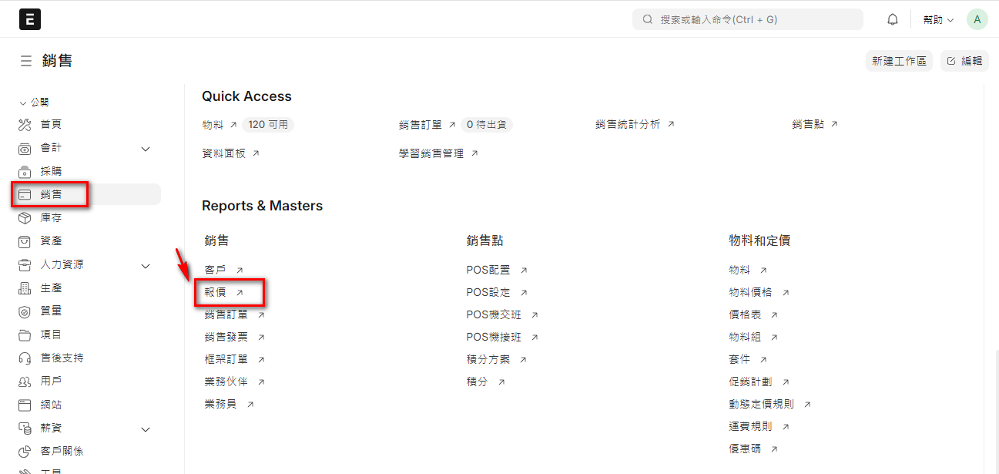 E
搜索或輸入命令(Ctrl + G)
幫助
A
銷售
新建工作區
編輯
公開
首頁
會計
採購
銷售
庫存
資產
人力資源
生產
質量
項目
售後支持
用戶
網站
薪資
客戶關係
工具
Quick Access
物料 120 可用
銷售訂單 0 待出貨
銷售統計分析
銷售點
資料面板
學習銷售管理
Reports & Masters
銷售
客戶
報價
銷售訂單
銷售發票
框架訂單
業務伙伴
業務員
銷售點
POS配置
POS設定
POS機交班
POS機接班
積分方案
積分
物料和定價
物料
物料價格
價格表
物料組
套件
促銷計劃
動態定價規則
運費規則
優惠碼